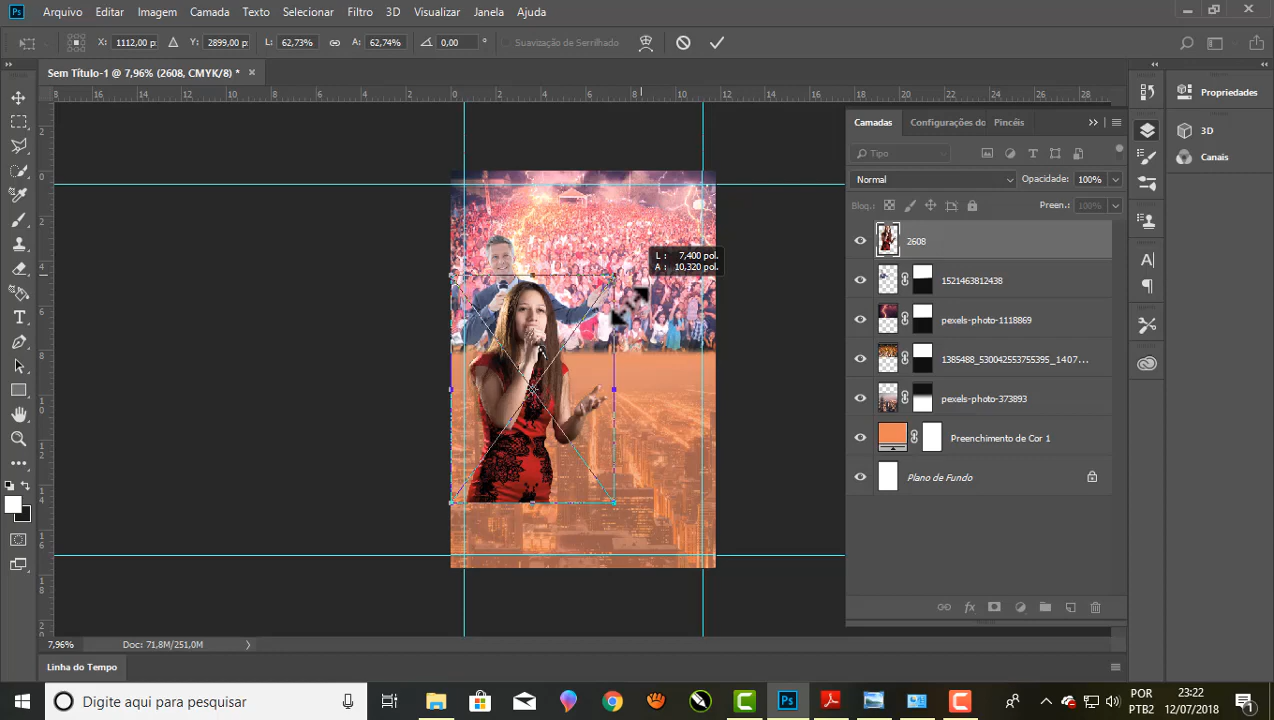 Ps Arquivo Editar Imagem Camada Texto Selecionar Filtro 3D Visualizar Janela Ajuda
X: 1112,00 p: Y: 2899,00 p: L: 62,73% A: 62,74% 0,00 ° Suavização de Serrilhado
Sem Título-1 @ 7,96% (2608, CMYK/8) * ×
Propriedades
3D
Canais
Camadas Configurações do Pincéis
Tipo
Normal Opacidade: 100%
Bloq.: Preen.: 100%
2608
1521463812438
pexels-photo-1118869
1385488_530042553755395_1407...
pexels-photo-373893
Preenchimento de Cor 1
Plano de Fundo
L : 7,400 pol.
A : 10,320 pol.
7,96% Doc: 71,8M/251,0M
Linha do Tempo
Digite aqui para pesquisar
POR
PTB2
23:22
12/07/2018